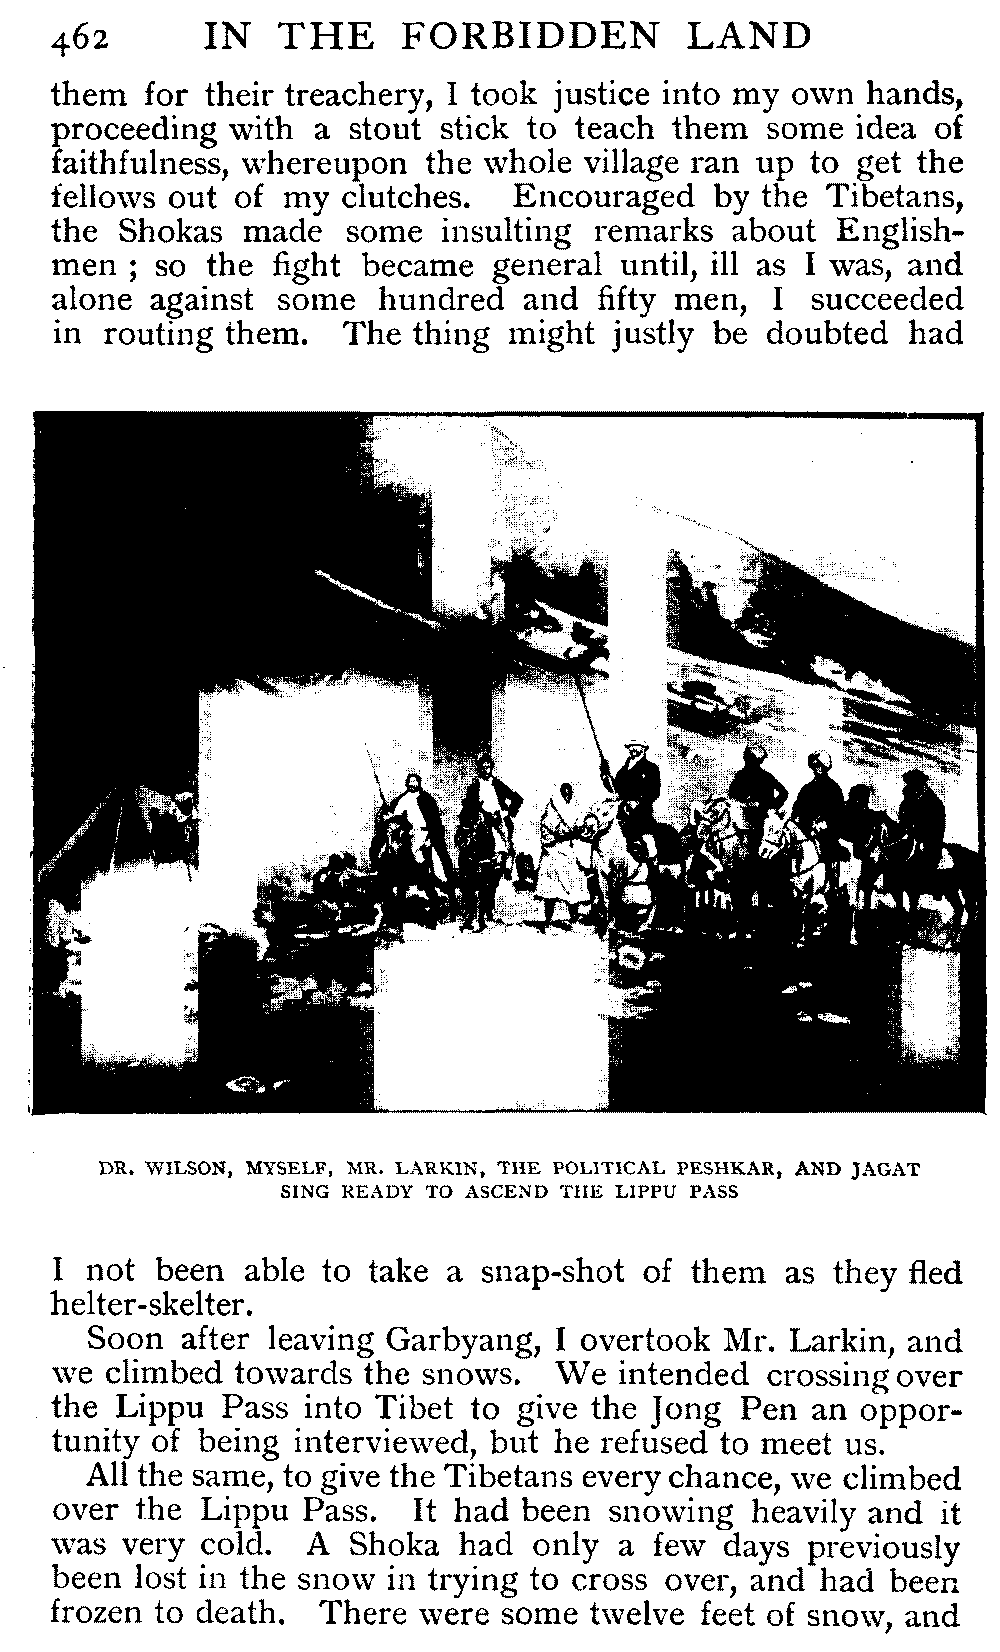 462 IN THE FORBIDDEN LAND
them for their treachery, I took justice into my own hands,
proceeding with a stout stick to teach them some idea of
faithfulness, whereupon the whole village ran up to get the
fellows out of my clutches. Encouraged by the Tibetans,
the Shokas made some insulting remarks about English-
men ; so the fight became general until, ill as I was, and
alone against some hundred and fifty men, I succeeded
in routing them. The thing might justly be doubted had
DR. WILSON, MYSELF, MR. LARKIN, THE POLITICAL PESHKAR, AND JAGAT
SING READY TO ASCEND THE LIPPU PASS
I not been able to take a snap-shot of them as they fled
helter-skelter.
Soon after leaving Garbyang, I overtook Mr. Larkin, and
we climbed towards the snows. We intended crossing over
the Lippu Pass into Tibet to give the Jong Pen an oppor-
tunity of being interviewed, but he refused to meet us.
All the same, to give the Tibetans every chance, we climbed
over the Lippu Pass. It had been snowing heavily and it
was very cold. A Shoka had only a few days previously
been lost in the snow in trying to cross over, and had been
frozen to death. There were some twelve feet of snow, and